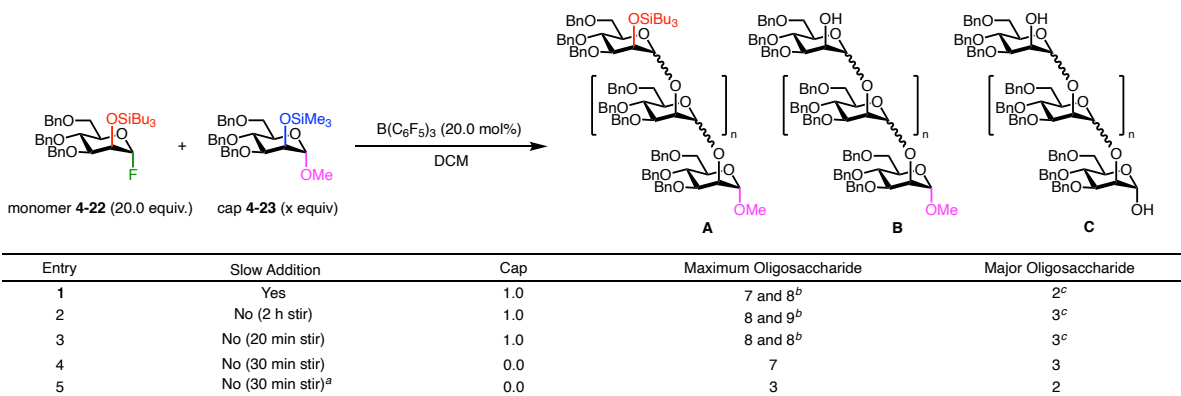 BnO OSiBu3
BnO O
BnO
O
BnO
BnO O
BnO
n
O
BnO
BnO O
BnO
OMe
A
BnO OH
BnO O
BnO
O
BnO
BnO O
BnO
n
O
BnO
BnO O
BnO
OMe
B
BnO OH
BnO O
BnO
O
BnO
BnO O
BnO
n
O
BnO
BnO O
BnO
OH
C
BnO OSiBu3
BnO O
BnO
F
monomer 4-22 (20.0 equiv.)
+
BnO OSiMe3
BnO O
BnO
OMe
cap 4-23 (x equiv)
B(C6F5)3 (20.0 mol%)
DCM
Entry Slow Addition Cap Maximum Oligosaccharide Major Oligosaccharide
1 Yes 1.0 7 and 8b 2c
2 No (2 h stir) 1.0 8 and 9b 3c
3 No (20 min stir) 1.0 8 and 8b 3c
4 No (30 min stir) 0.0 7 3
5 No (30 min stir)a 0.0 3 2